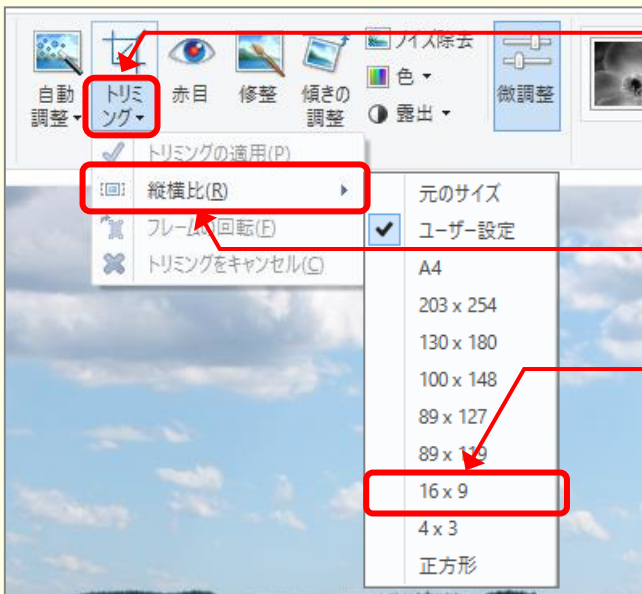 ノイズ除去
色
露出
自動
調整
トリミ
ング
赤目
修整
傾きの
調整
微調整
トリミングの適用(P)
縦横比(R)
フレームの回転(F)
トリミングをキャンセル(C)
元のサイズ
ユーザー設定
A4
203 x 254
130 x 180
100 x 148
89 x 127
89 x 119
16 x 9
4 x 3
正方形